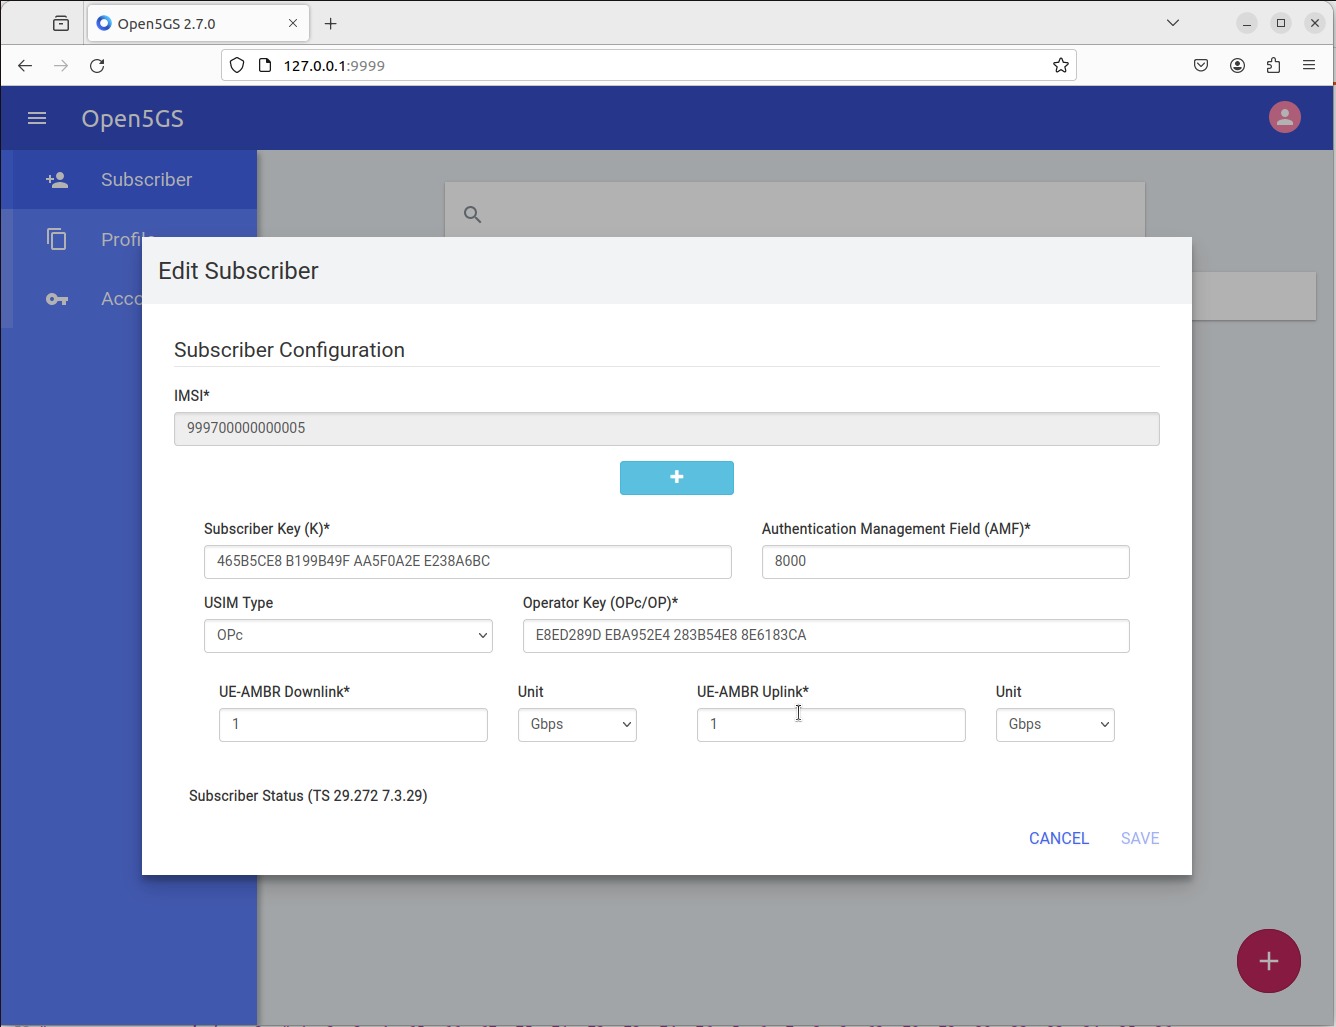 Open5GS 2.7.0
127.0.0.1:9999
Open5GS
Subscriber
Profile
Acco
Edit Subscriber
Subscriber Configuration
IMSI*
999700000000005
Subscriber Key (K)*
Authentication Management Field (AMF)*
465B5CE8 B199B49F AA5F0A2E E238A6BC
8000
USIM Type
Operator Key (OPc/OP)*
OPc
E8ED289D EBA952E4 283B54E8 8E6183CA
UE-AMBR Downlink*
Unit
UE-AMBR Uplink*
Unit
1
Gbps
1
Gbps
Subscriber Status (TS 29.272 7.3.29)
CANCEL
SAVE